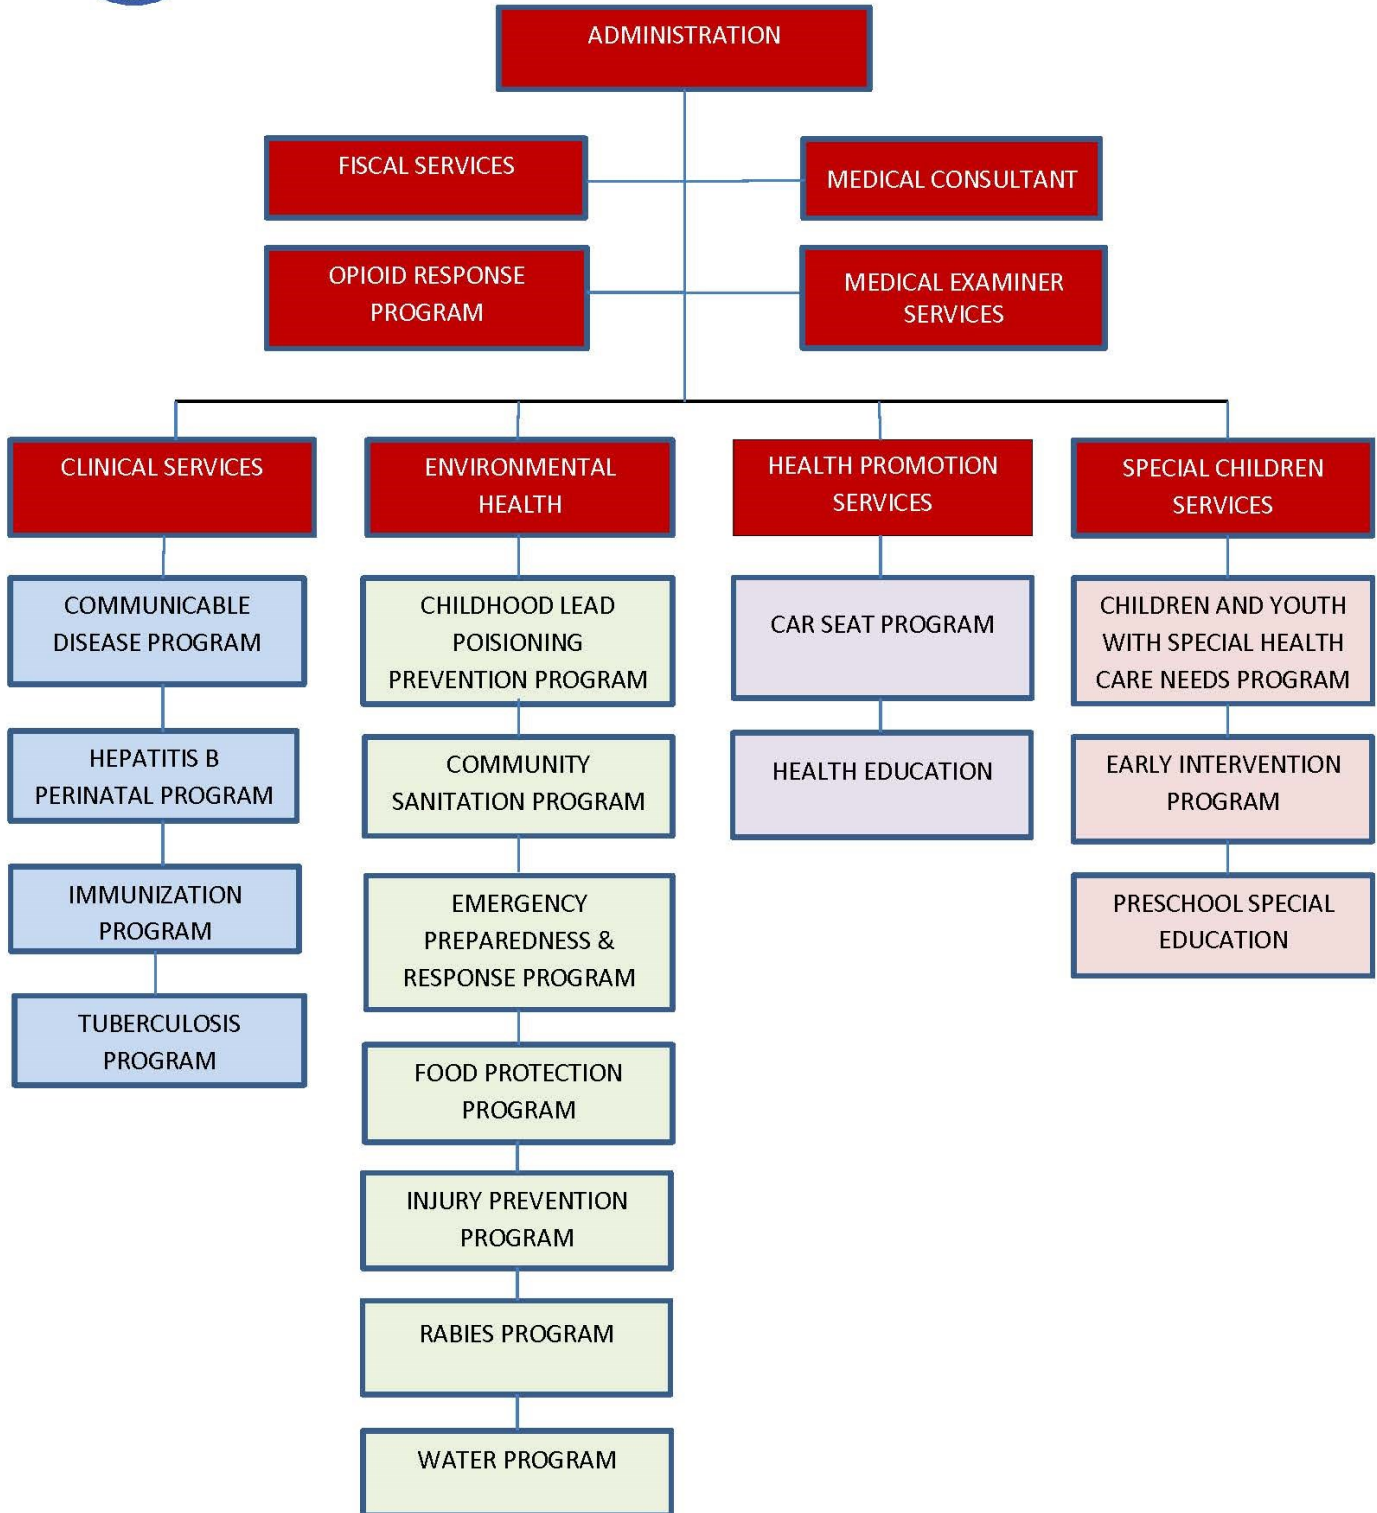 ADMINISTRATION
FISCAL SERVICES
MEDICAL CONSULTANT
OPIOID RESPONSE
PROGRAM
MEDICAL EXAMINER
SERVICES
CLINICAL SERVICES
ENVIRONMENTAL
HEALTH
HEALTH PROMOTION
SERVICES
SPECIAL CHILDREN
SERVICES
COMMUNICABLE
DISEASE PROGRAM
HEPATITIS B
PERINATAL PROGRAM
IMMUNIZATION
PROGRAM
TUBERCULOSIS
PROGRAM
CHILDHOOD LEAD
POISIONING
PREVENTION PROGRAM
COMMUNITY
SANITATION PROGRAM
EMERGENCY
PREPAREDNESS &
RESPONSE PROGRAM
FOOD PROTECTION
PROGRAM
INJURY PREVENTION
PROGRAM
RABIES PROGRAM
WATER PROGRAM
CAR SEAT PROGRAM
HEALTH EDUCATION
CHILDREN AND YOUTH
WITH SPECIAL HEALTH
CARE NEEDS PROGRAM
EARLY INTERVENTION
PROGRAM
PRESCHOOL SPECIAL
EDUCATION